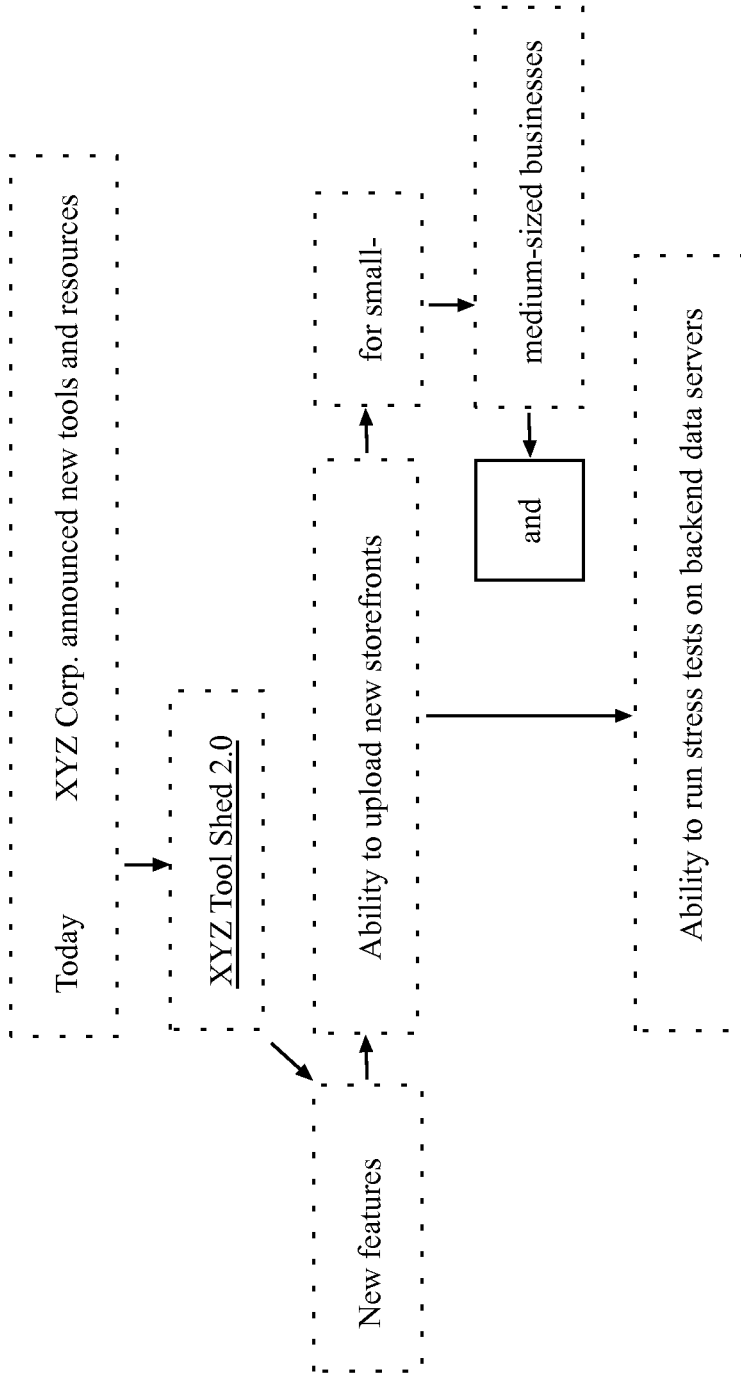 Today XYZ Corp. announced new tools and resources
XYZ Tool Shed 2.0
New features
Ability to upload new storefronts
for small-
and
medium-sized businesses
Ability to run stress tests on backend data servers